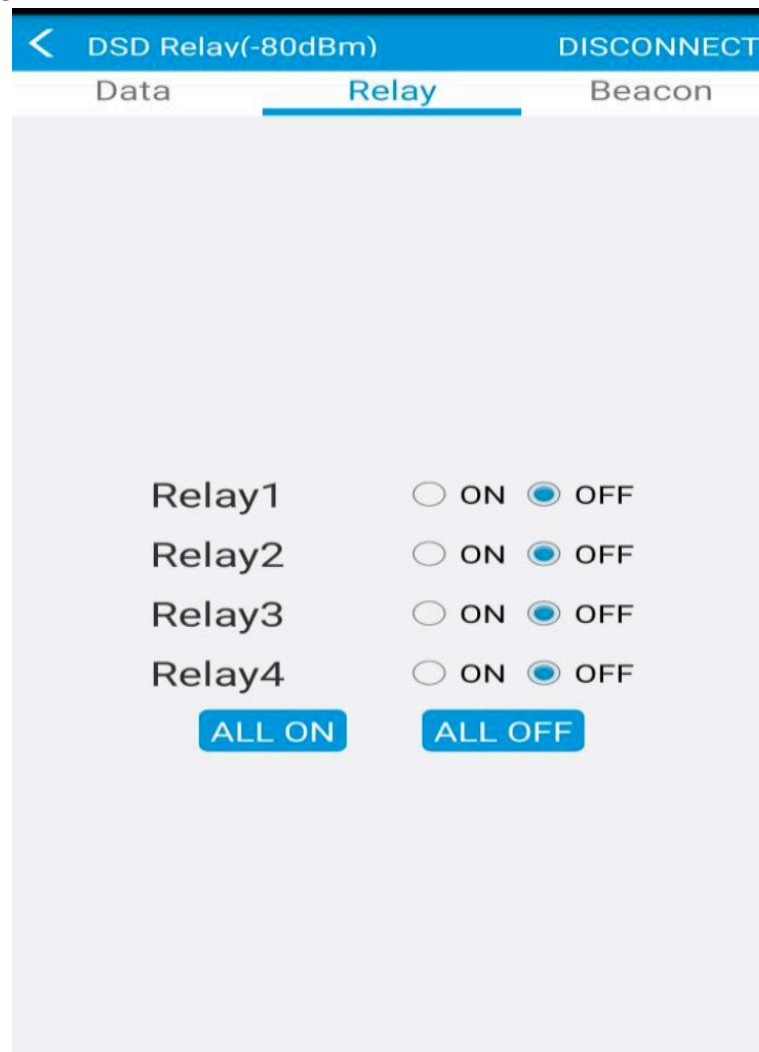 DSD Relay(-80dBm) DISCONNECT
Data Relay Beacon
Relay1 ON OFF
Relay2 ON OFF
Relay3 ON OFF
Relay4 ON OFF
ALL ON ALL OFF